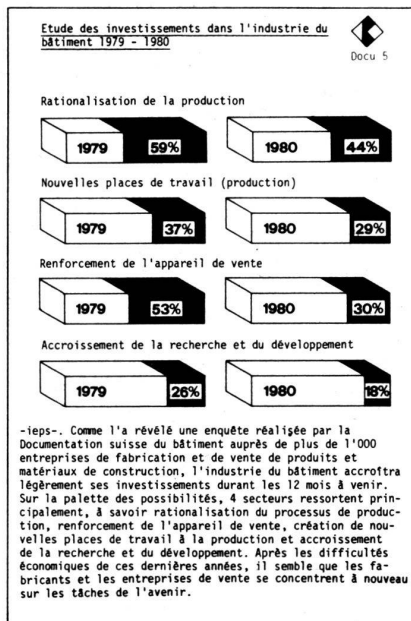 Etude des investissements dans l'industrie du
bâtiment 1979 - 1980
Docu 5
Rationalisation de la production
1979 59% 1980 44%
Nouvelles places de travail (production)
1979 37% 1980 29%
Renforcement de l'appareil de vente
1979 53% 1980 30%
Accroissement de la recherche et du développement
1979 26% 1980 18%
-ieps-. Comme l'a révélé une enquête réalisée par la
Documentation suisse du bâtiment auprès de plus de 1'000
entreprises de fabrication et de vente de produits et
matériaux de construction, l'industrie du bâtiment accroîtra
légèrement ses investissements durant les 12 mois à venir.
Sur la palette des possibilités, 4 secteurs ressortent prin-
cipalement, à savoir rationalisation du processus de produc-
tion, renforcement de l'appareil de vente, création de nou-
velles places de travail à la production et accroissement
de la recherche et du développement. Après les difficultés
économiques de ces dernières années, il semble que les fa-
bricants et les entreprises de vente se concentrent à nouveau
sur les tâches de l'avenir.